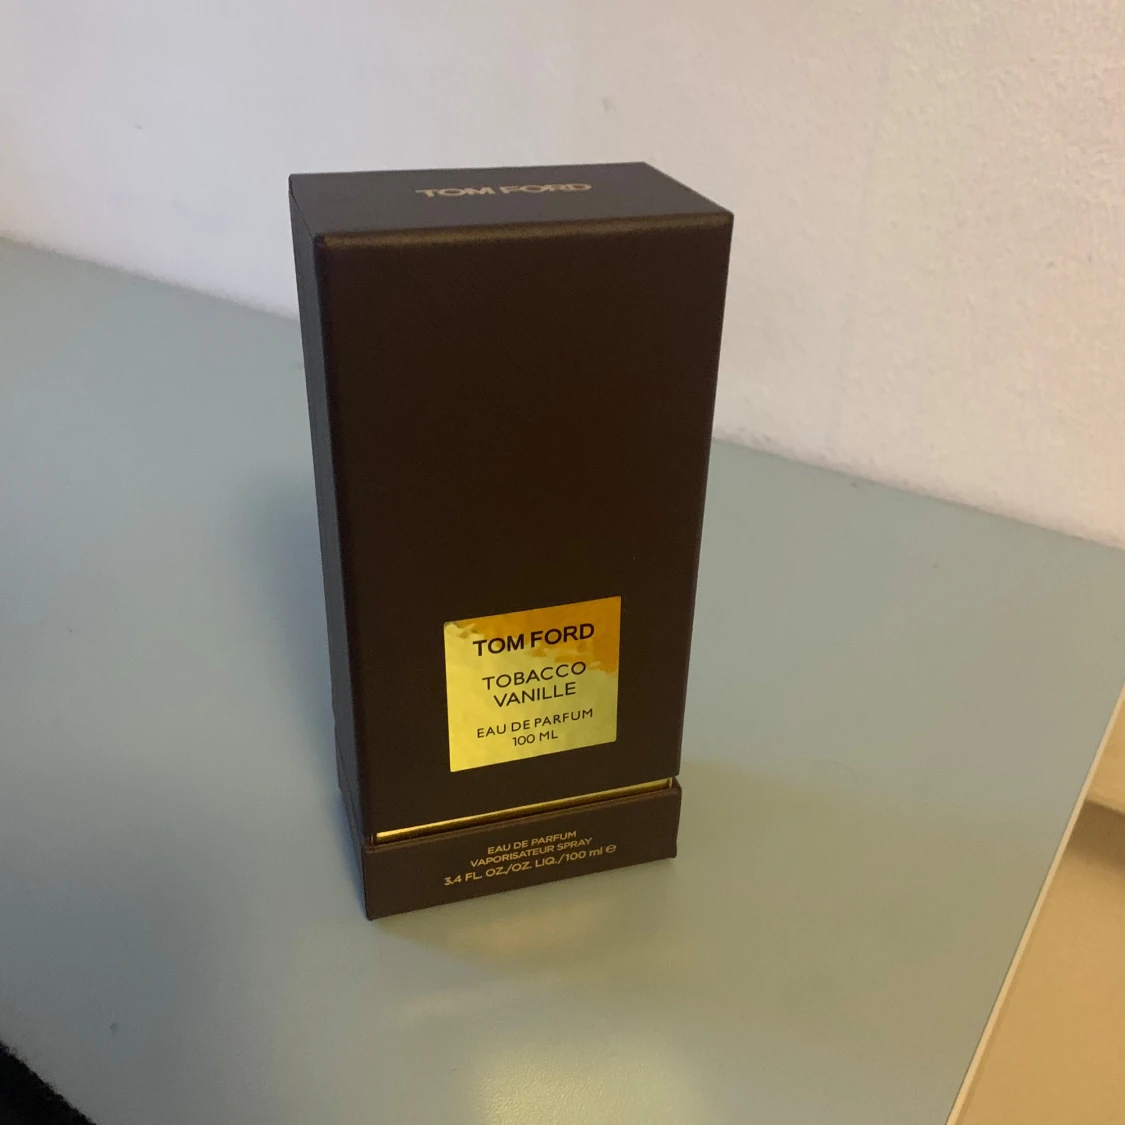 TOM FORD
TOM FORD
TOBACCO
VANILLE
EAU DE PARFUM
100 ML
EAU DE PARFUM
VAPORISATEUR SPRAY
3.4 FL. OZ./OZ. LIQ./100 ml ℮